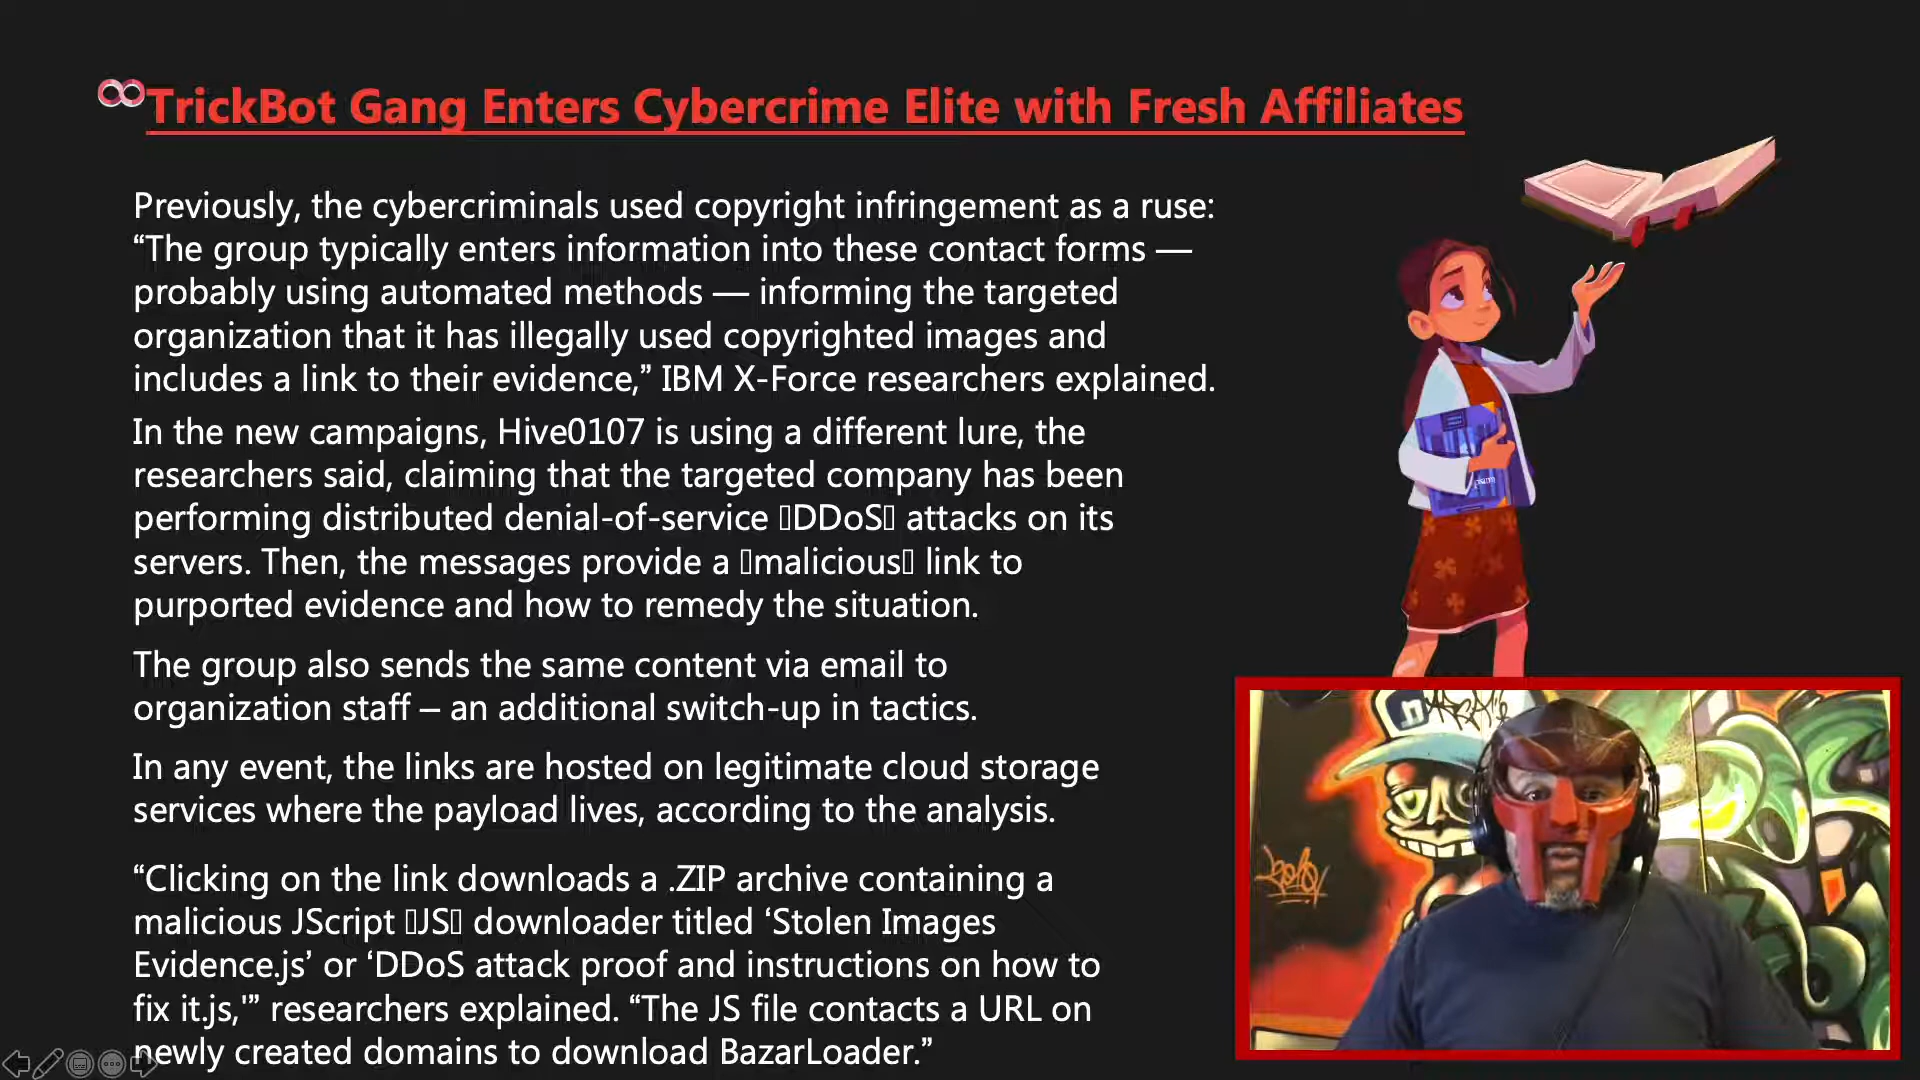 TrickBot Gang Enters Cybercrime Elite with Fresh Affiliates
Previously, the cybercriminals used copyright infringement as a ruse:
“The group typically enters information into these contact forms —
probably using automated methods — informing the targeted
organization that it has illegally used copyrighted images and
includes a link to their evidence,” IBM X-Force researchers explained.
In the new campaigns, Hive0107 is using a different lure, the
researchers said, claiming that the targeted company has been
performing distributed denial-of-service ▯DDoS▯ attacks on its
servers. Then, the messages provide a ▯malicious▯ link to
purported evidence and how to remedy the situation.
The group also sends the same content via email to
organization staff – an additional switch-up in tactics.
In any event, the links are hosted on legitimate cloud storage
services where the payload lives, according to the analysis.
“Clicking on the link downloads a .ZIP archive containing a
malicious JScript ▯JS▯ downloader titled ‘Stolen Images
Evidence.js’ or ‘DDoS attack proof and instructions on how to
fix it.js,'” researchers explained. “The JS file contacts a URL on
newly created domains to download BazarLoader.”